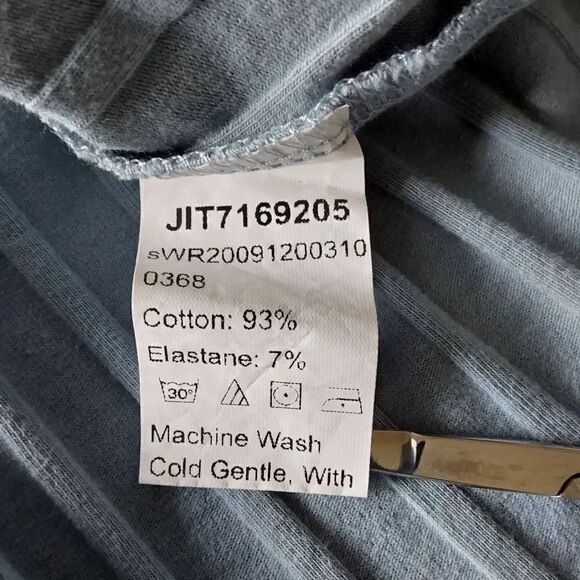 JIT7169205
sWR20091200310
0368
Cotton: 93%
Elastane: 7%
30°
Machine Wash
Cold Gentle, With